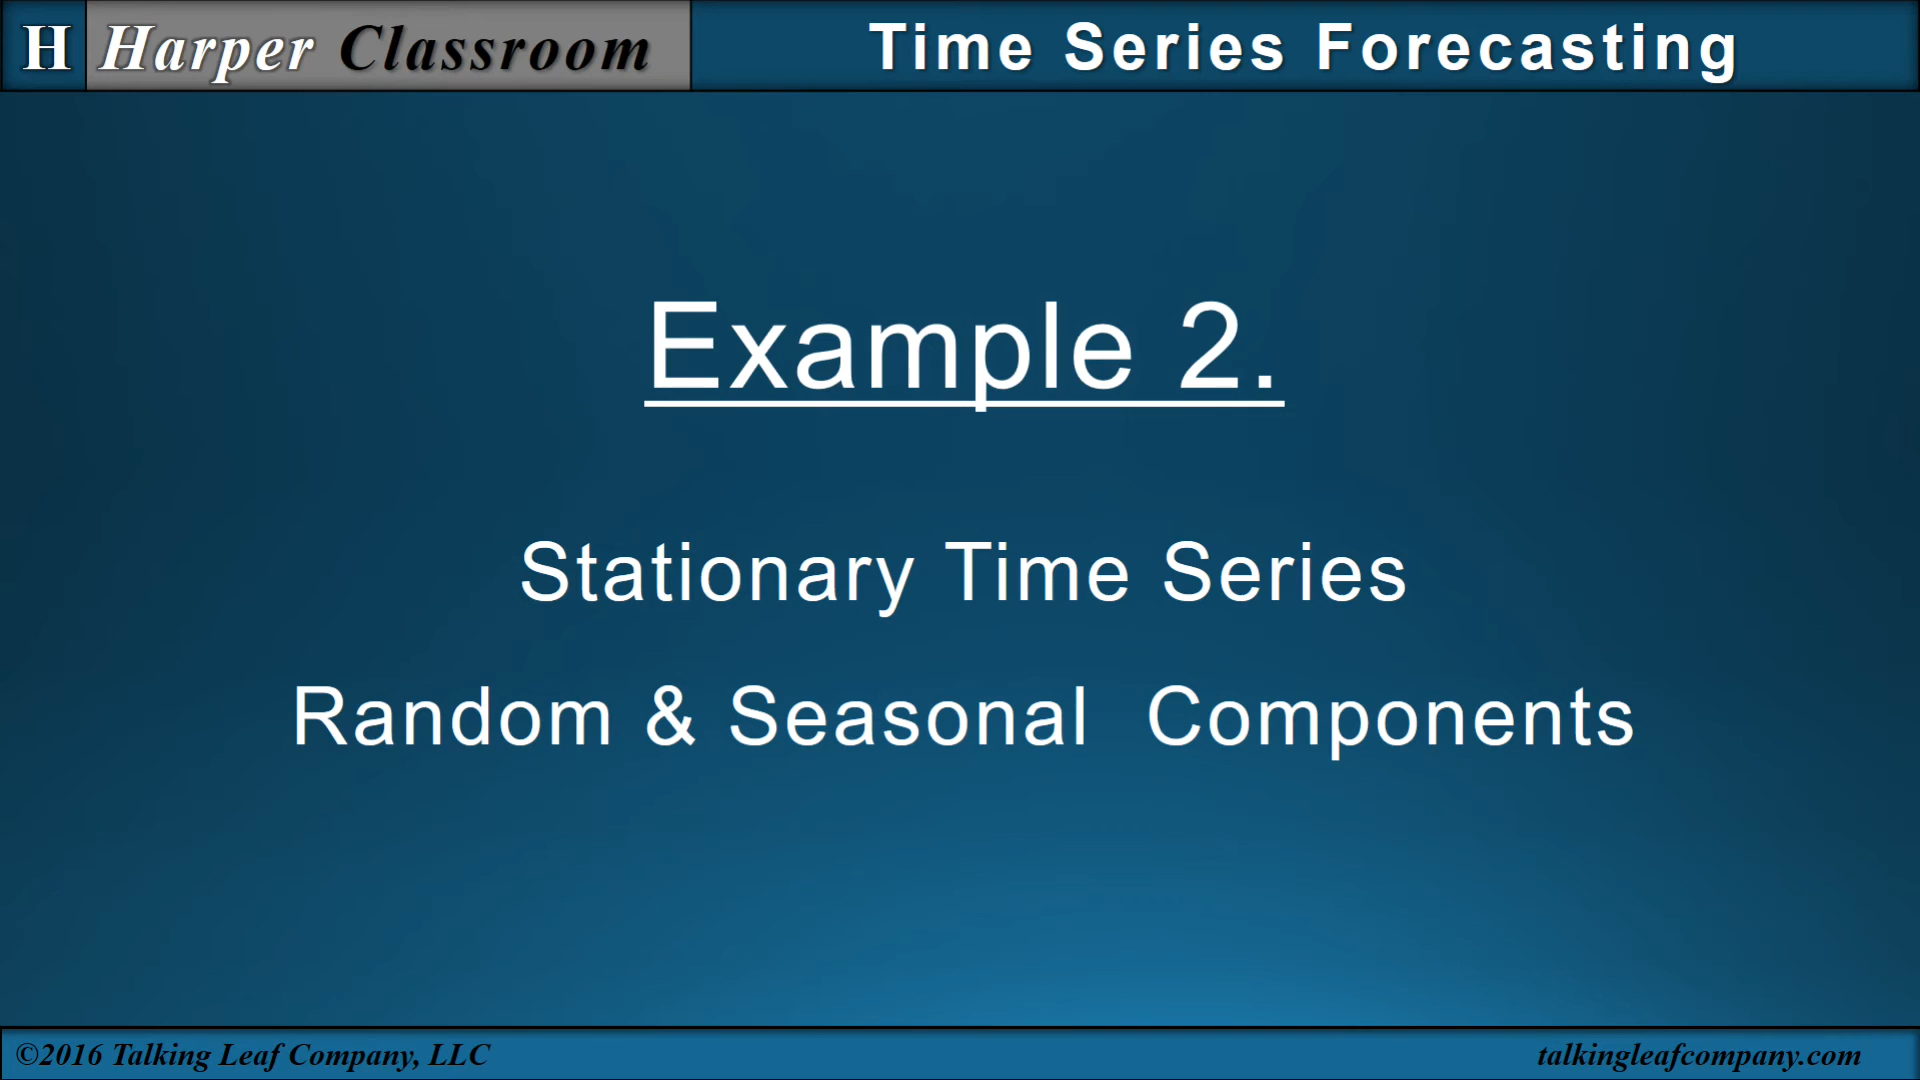 H Harper Classroom Time Series Forecasting
Example 2.
Stationary Time Series
Random & Seasonal Components
©2016 Talking Leaf Company, LLC talkingleafcompany.com